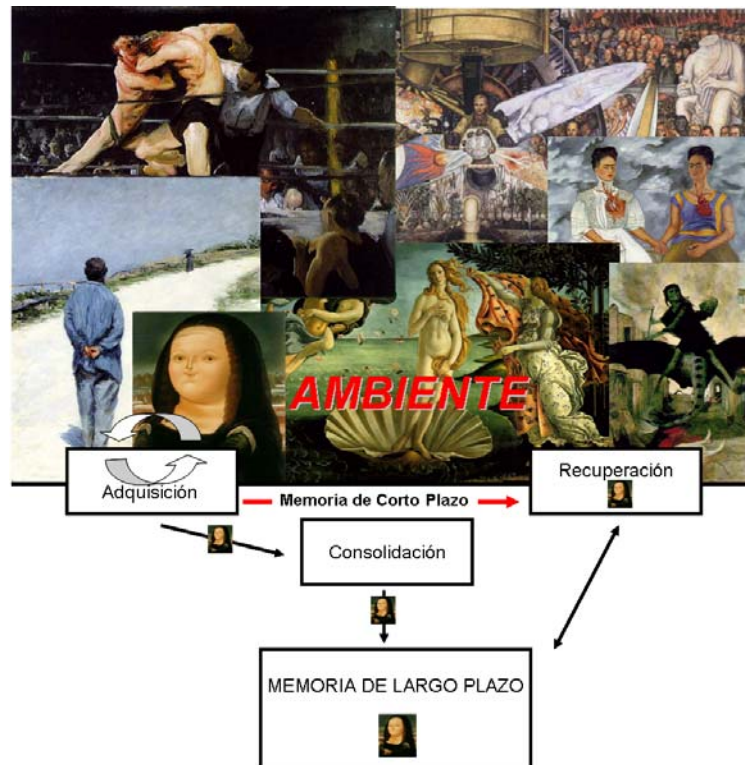 AMBIENTE
Adquisición
Memoria de Corto Plazo
Recuperación
Consolidación
MEMORIA DE LARGO PLAZO